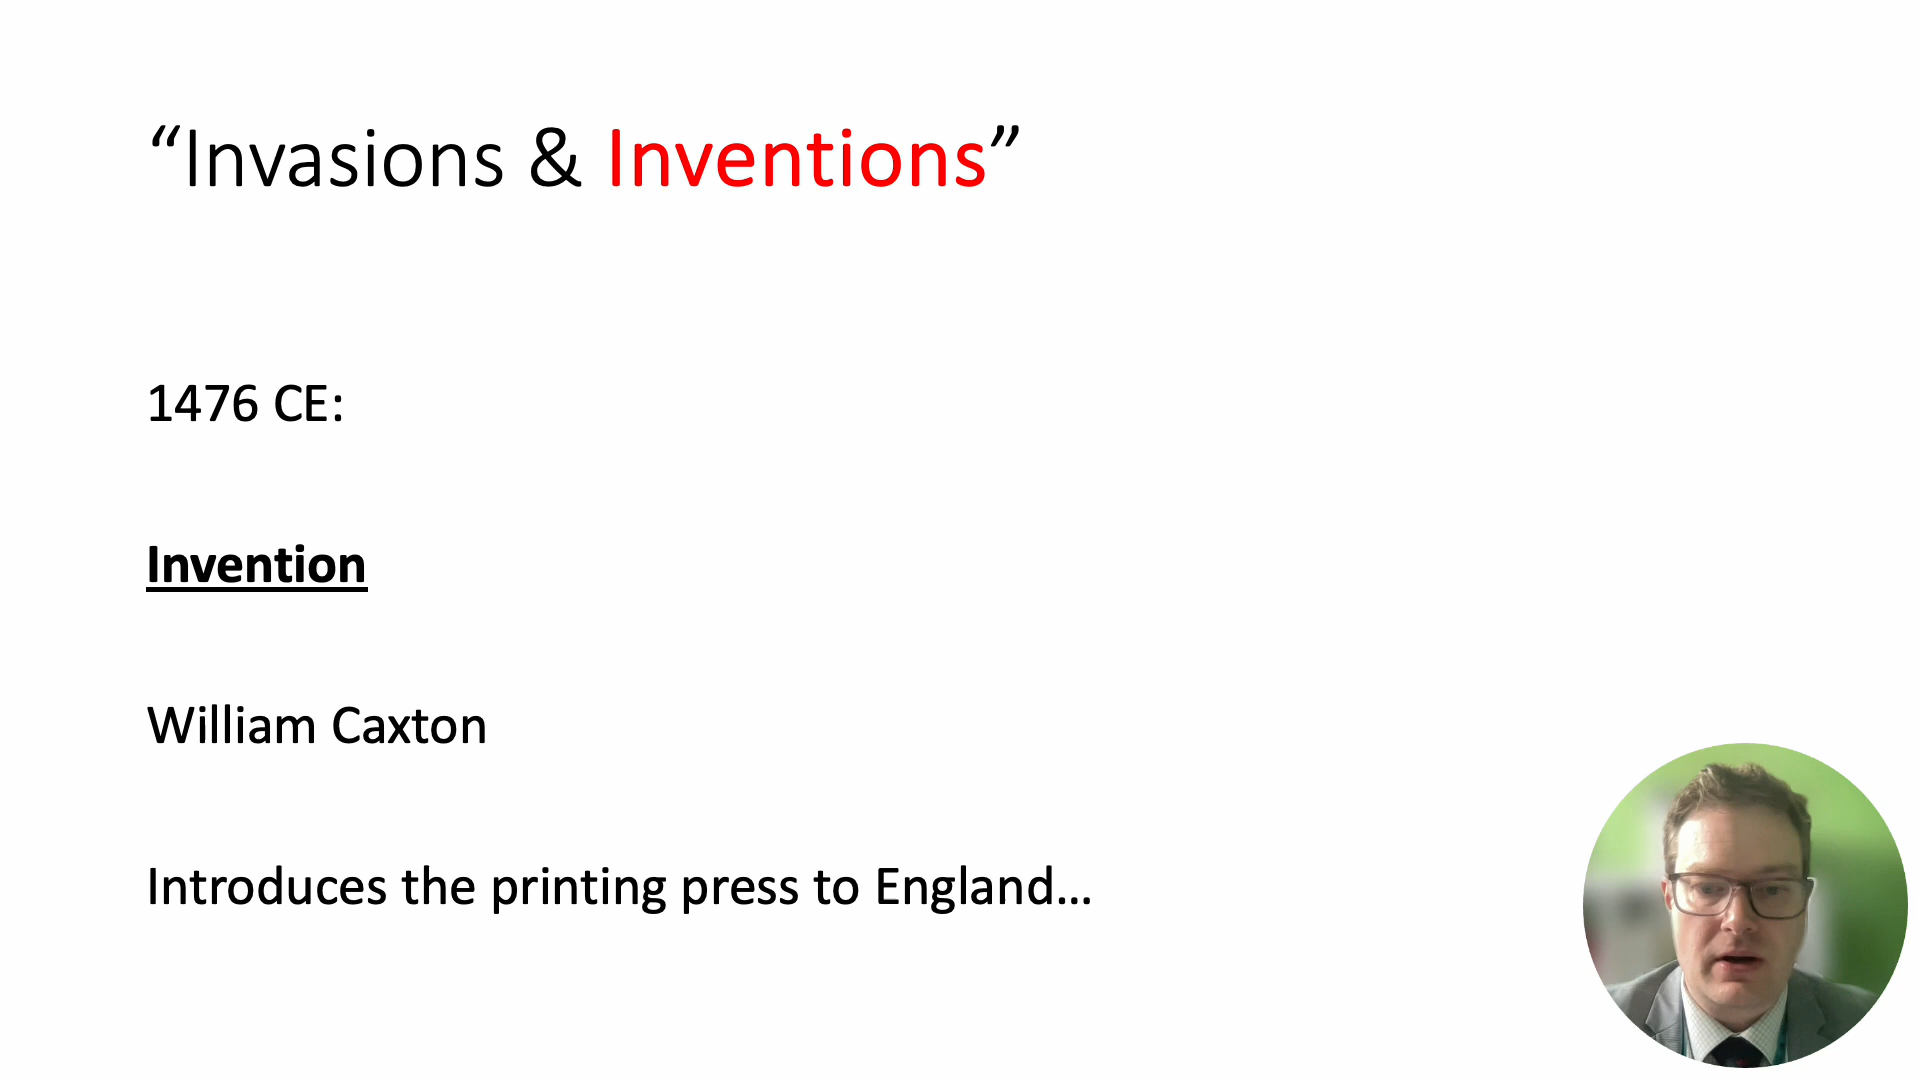 “Invasions & Inventions”
1476 CE:
Invention
William Caxton
Introduces the printing press to England...